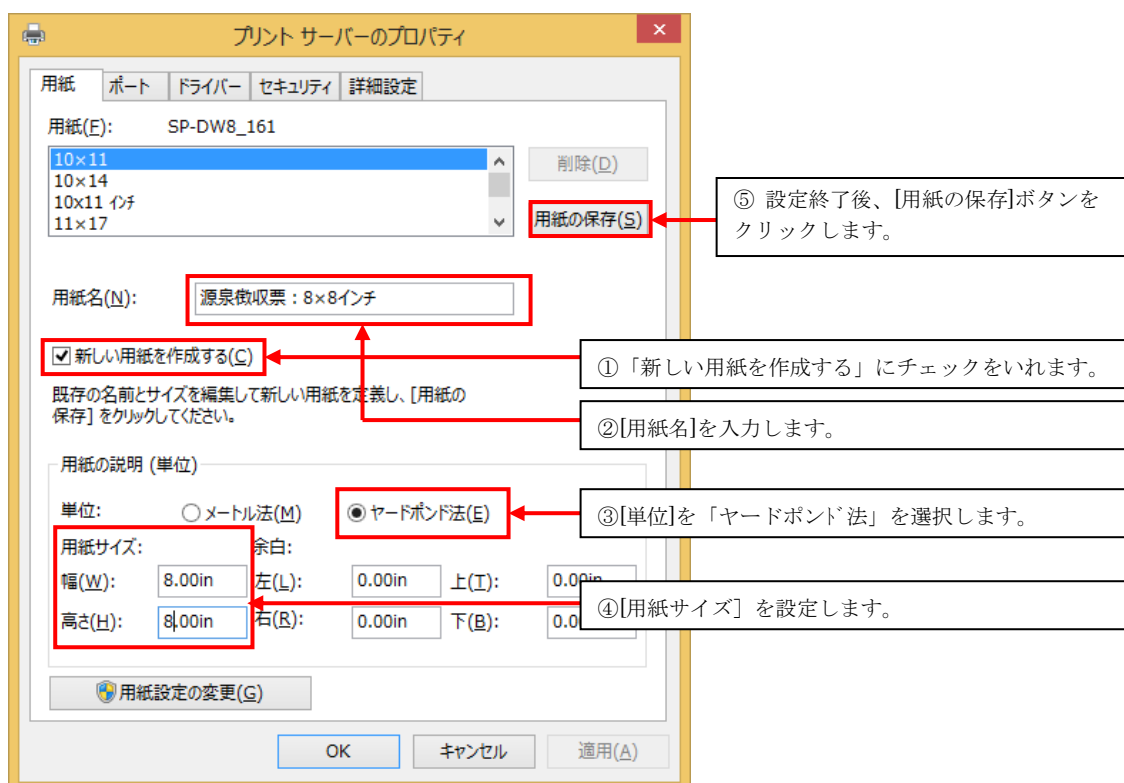 プリント サーバーのプロパティ
用紙 ポート ドライバー セキュリティ 詳細設定
用紙(F): SP-DW8_161
10×11
10×14
10x11 インチ
11×17
削除(D)
用紙の保存(S)
⑤ 設定終了後、[用紙の保存]ボタンを
クリックします。
用紙名(N): 源泉徴収票：8×8インチ
新しい用紙を作成する(C)
①「新しい用紙を作成する」にチェックをいれます。
既存の名前とサイズを編集して新しい用紙を定義し、[用紙の
保存] をクリックしてください。
②[用紙名]を入力します。
用紙の説明 (単位)
単位: メートル法(M) ヤードポンド法(E)
③[単位]を「ヤードポンド法」を選択します。
用紙サイズ: 余白:
幅(W): 8.00in 左(L): 0.00in 上(T): 0.00in
高さ(H): 8.00in 右(R): 0.00in 下(B):
④[用紙サイズ］を設定します。
用紙設定の変更(G)
OK キャンセル 適用(A)